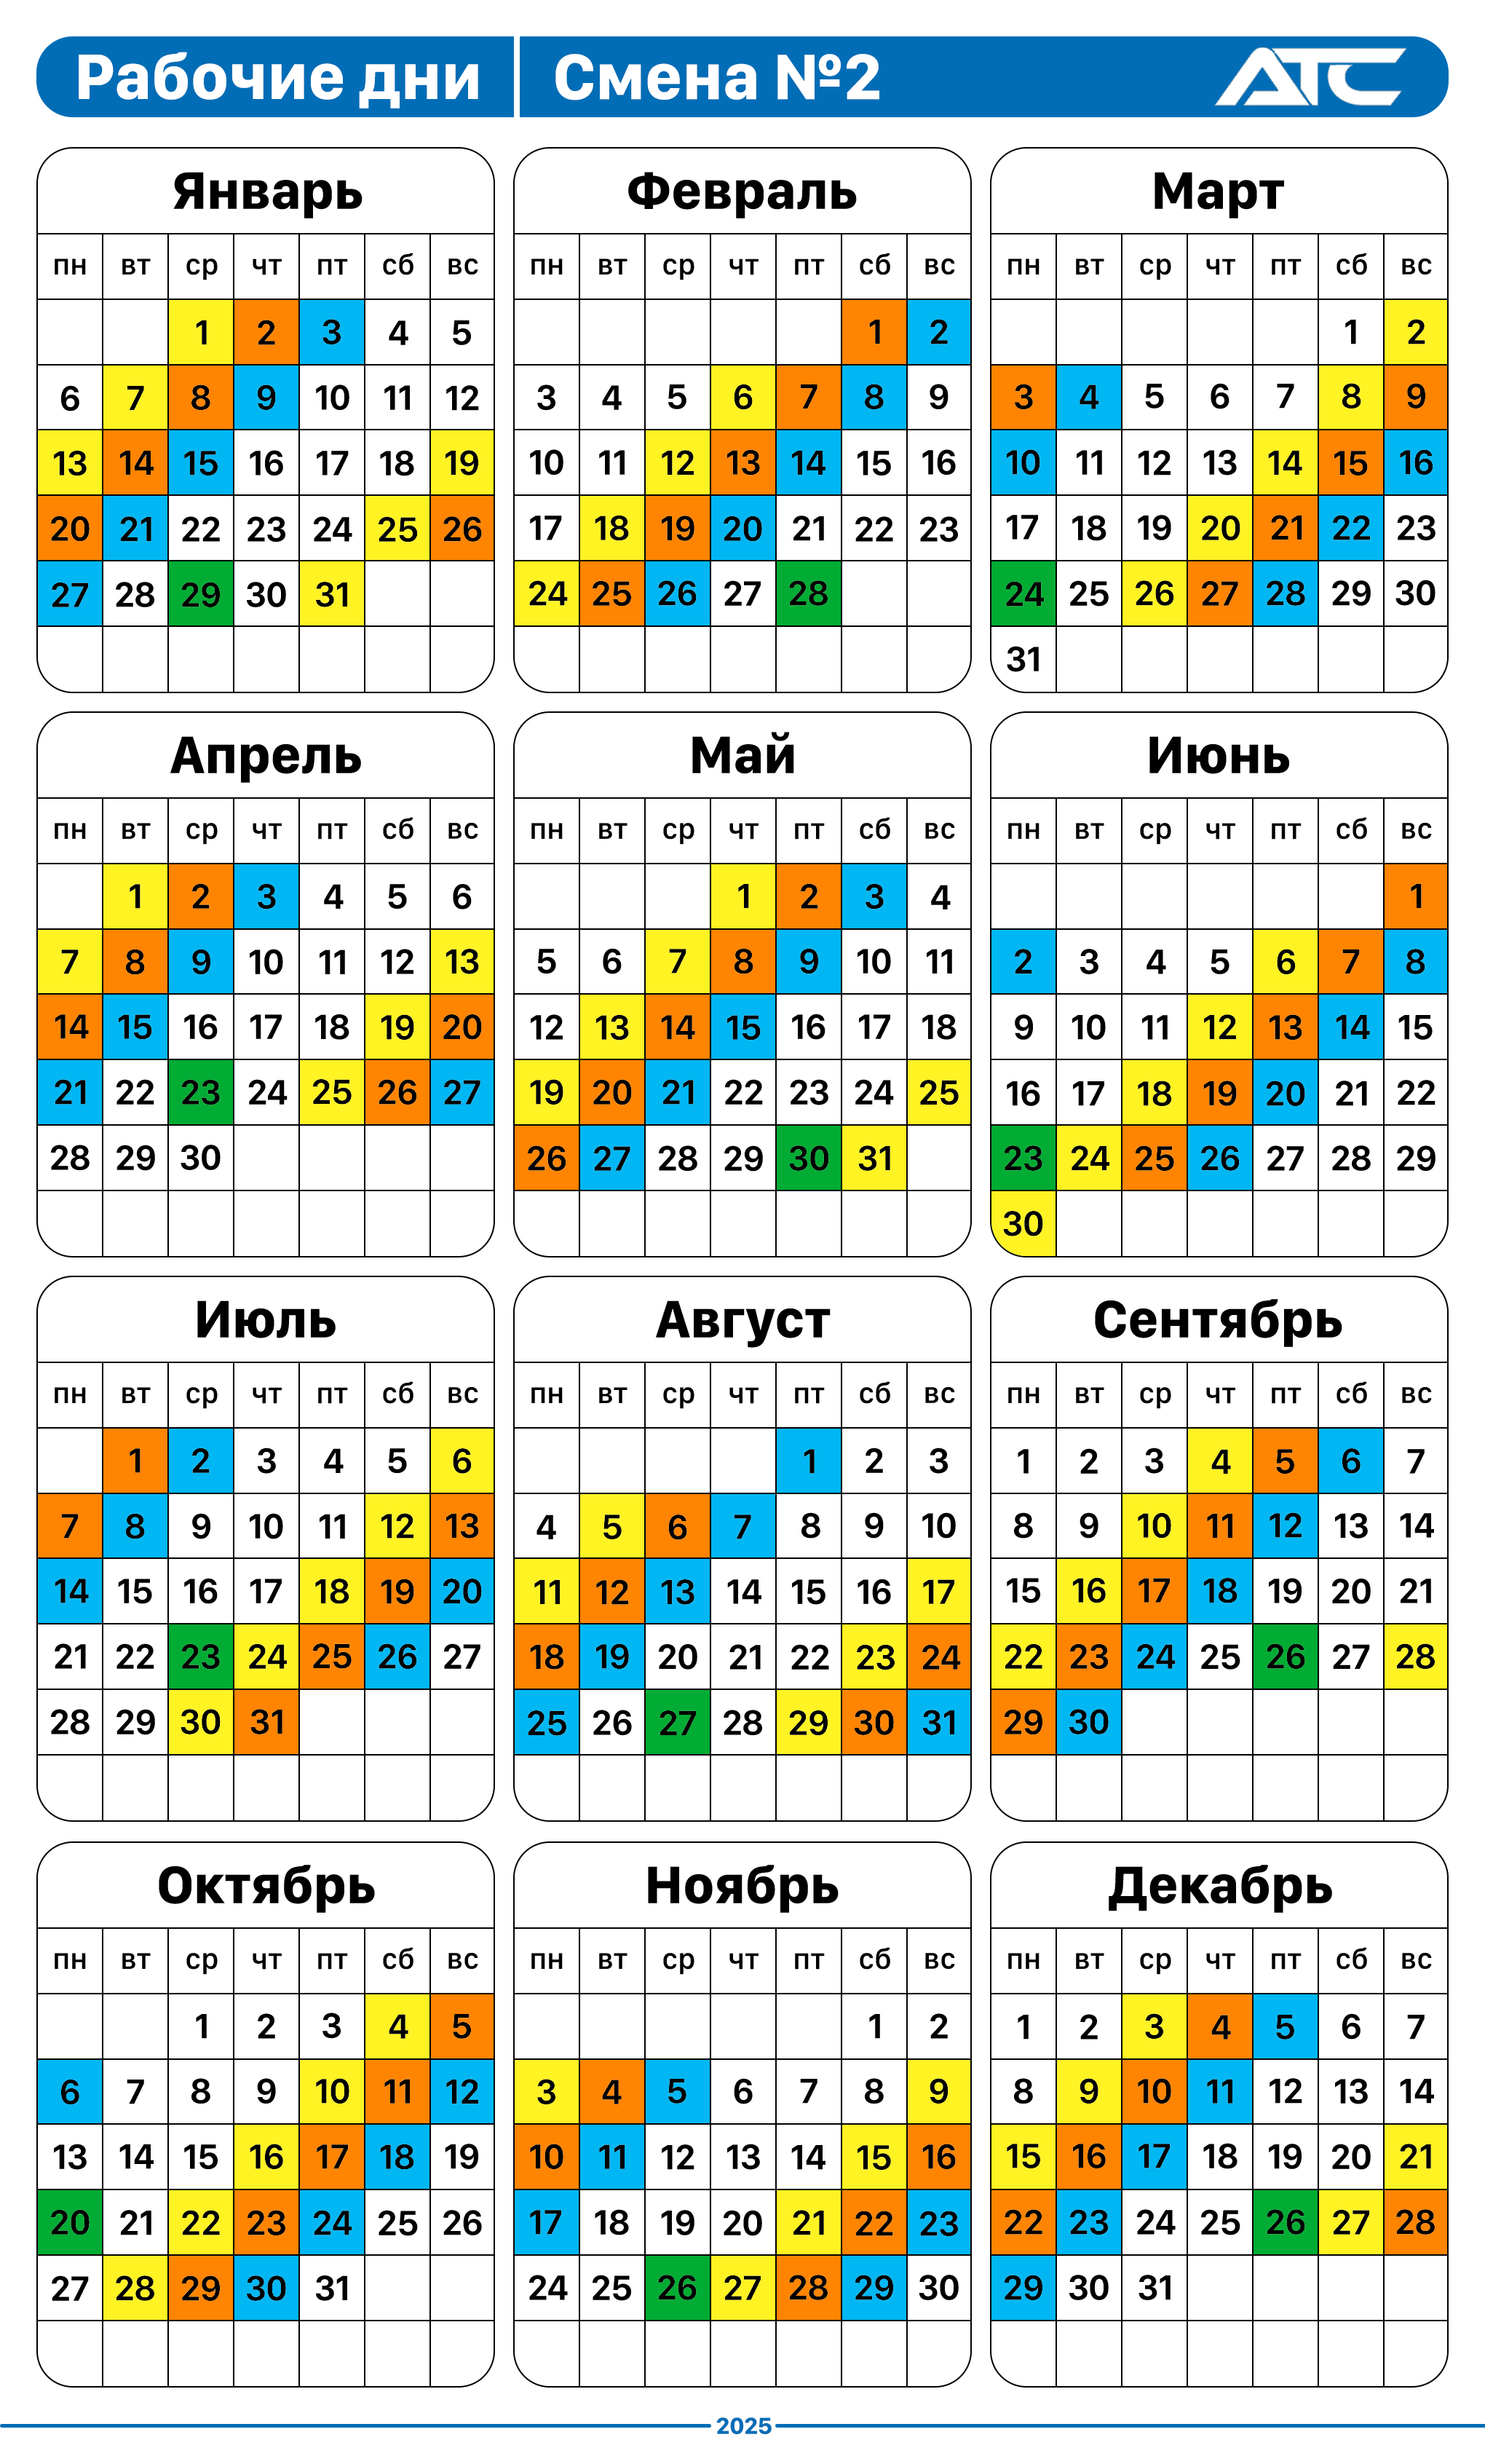 Рабочие дни Смена №2 АТС
Январь Февраль Март
пн вт ср чт пт сб вс пн вт ср чт пт сб вс пн вт ср чт пт сб вс
1 2 3 4 5 1 2 1 2
6 7 8 9 10 11 12 3 4 5 6 7 8 9 3 4 5 6 7 8 9
13 14 15 16 17 18 19 10 11 12 13 14 15 16 10 11 12 13 14 15 16
20 21 22 23 24 25 26 17 18 19 20 21 22 23 17 18 19 20 21 22 23
27 28 29 30 31 24 25 26 27 28 24 25 26 27 28 29 30
31
Апрель Май Июнь
пн вт ср чт пт сб вс пн вт ср чт пт сб вс пн вт ср чт пт сб вс
1 2 3 4 5 6 1 2 3 4 1
7 8 9 10 11 12 13 5 6 7 8 9 10 11 2 3 4 5 6 7 8
14 15 16 17 18 19 20 12 13 14 15 16 17 18 9 10 11 12 13 14 15
21 22 23 24 25 26 27 19 20 21 22 23 24 25 16 17 18 19 20 21 22
28 29 30 26 27 28 29 30 31 23 24 25 26 27 28 29
30
Июль Август Сентябрь
пн вт ср чт пт сб вс пн вт ср чт пт сб вс пн вт ср чт пт сб вс
1 2 3 4 5 6 1 2 3 1 2 3 4 5 6 7
7 8 9 10 11 12 13 4 5 6 7 8 9 10 8 9 10 11 12 13 14
14 15 16 17 18 19 20 11 12 13 14 15 16 17 15 16 17 18 19 20 21
21 22 23 24 25 26 27 18 19 20 21 22 23 24 22 23 24 25 26 27 28
28 29 30 31 25 26 27 28 29 30 31 29 30
Октябрь Ноябрь Декабрь
пн вт ср чт пт сб вс пн вт ср чт пт сб вс пн вт ср чт пт сб вс
1 2 3 4 5 1 2 1 2 3 4 5 6 7
6 7 8 9 10 11 12 3 4 5 6 7 8 9 8 9 10 11 12 13 14
13 14 15 16 17 18 19 10 11 12 13 14 15 16 15 16 17 18 19 20 21
20 21 22 23 24 25 26 17 18 19 20 21 22 23 22 23 24 25 26 27 28
27 28 29 30 31 24 25 26 27 28 29 30 29 30 31
2025